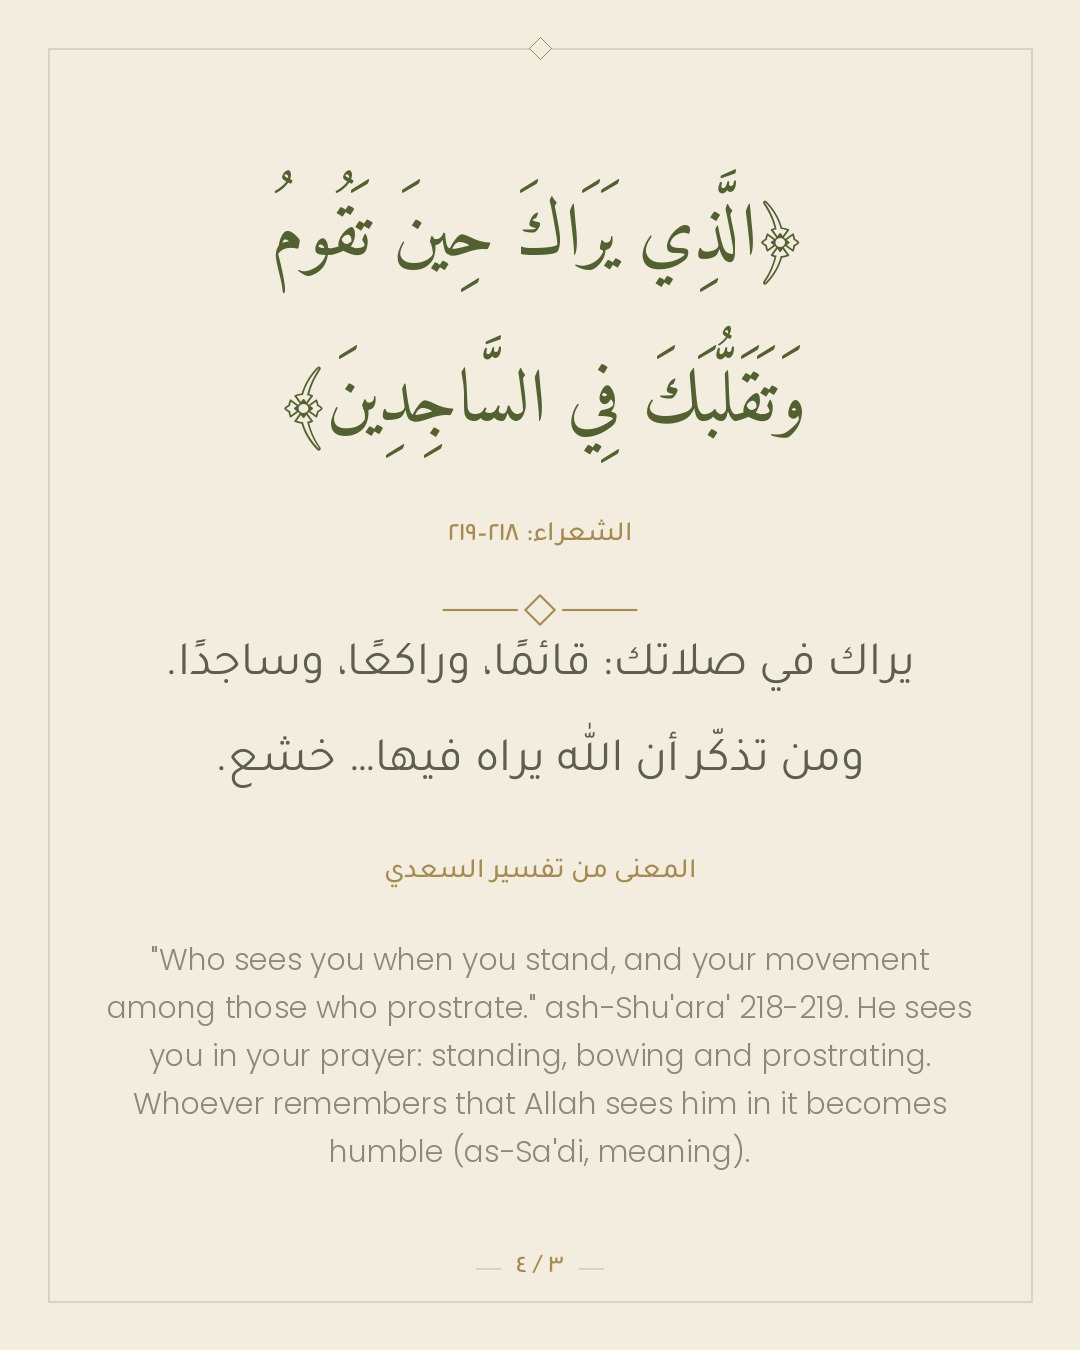 ﴿الَّذِي يَرَاكَ حِينَ تَقُومُ
وَتَقَلُّبَكَ فِي السَّاجِدِينَ﴾
الشعراء: ٢١٨-٢١٩
يراك في صلاتك: قائمًا، وراكعًا، وساجدًا.
ومن تذكّر أن الله يراه فيها... خشع.
المعنى من تفسير السعدي
"Who sees you when you stand, and your movement
among those who prostrate." ash-Shu'ara' 218-219. He sees
you in your prayer: standing, bowing and prostrating.
Whoever remembers that Allah sees him in it becomes
humble (as-Sa'di, meaning).
٣ / ٤